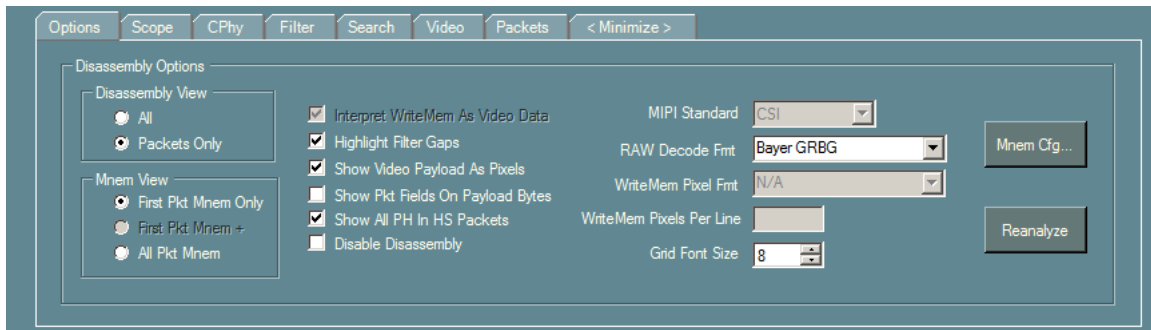 Options Scope CPhy Filter Search Video Packets < Minimize >
Disassembly Options
Disassembly View
All
Packets Only
Mnem View
First Pkt Mnem Only
First Pkt Mnem +
All Pkt Mnem
Interpret WriteMem As Video Data
Highlight Filter Gaps
Show Video Payload As Pixels
Show Pkt Fields On Payload Bytes
Show All PH In HS Packets
Disable Disassembly
MIPI Standard CSI
RAW Decode Fmt Bayer GRBG
WriteMem Pixel Fmt N/A
WriteMem Pixels Per Line
Grid Font Size 8
Mnem Cfg...
Reanalyze